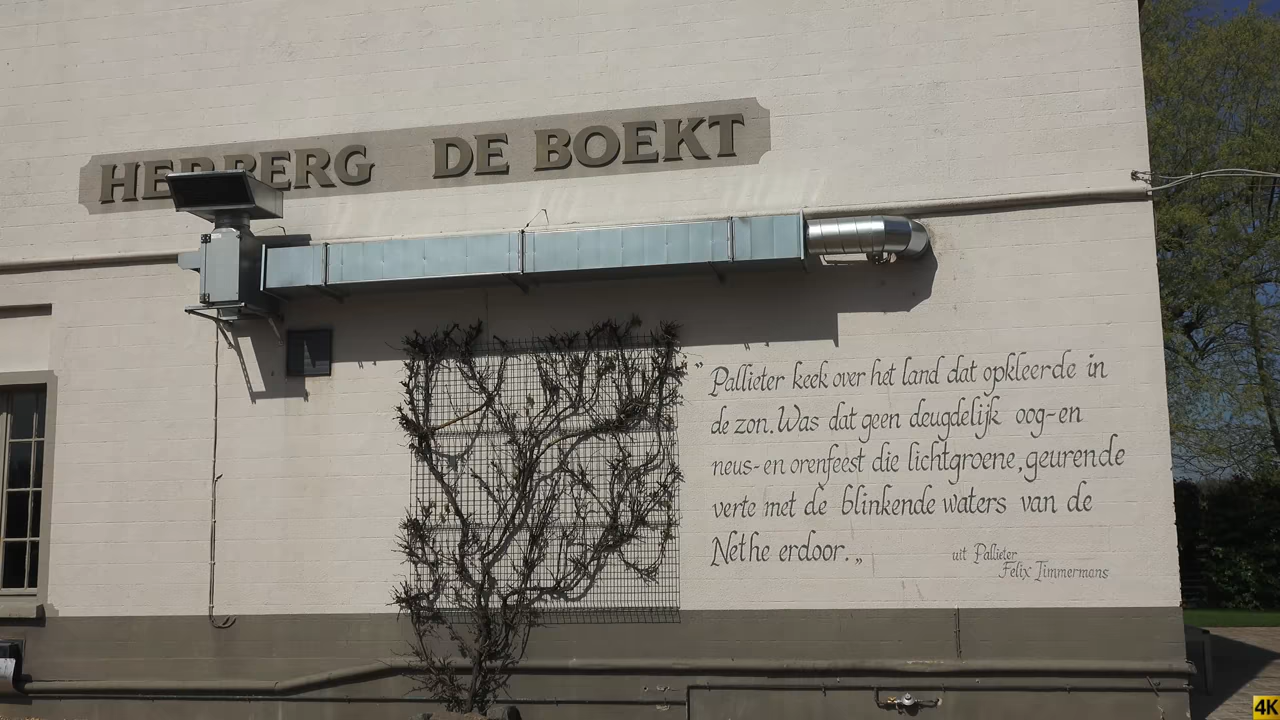 HERBERG DE BOEKT
„Pallieter keek over het land dat opkleerde in
de zon. Was dat geen deugdelijk oog-en
neus-en orenfeest die lichtgroene, geurende
verte met de blinkende waters van de
Nethe erdoor.„
uit Pallieter
Felix Timmermans
4K